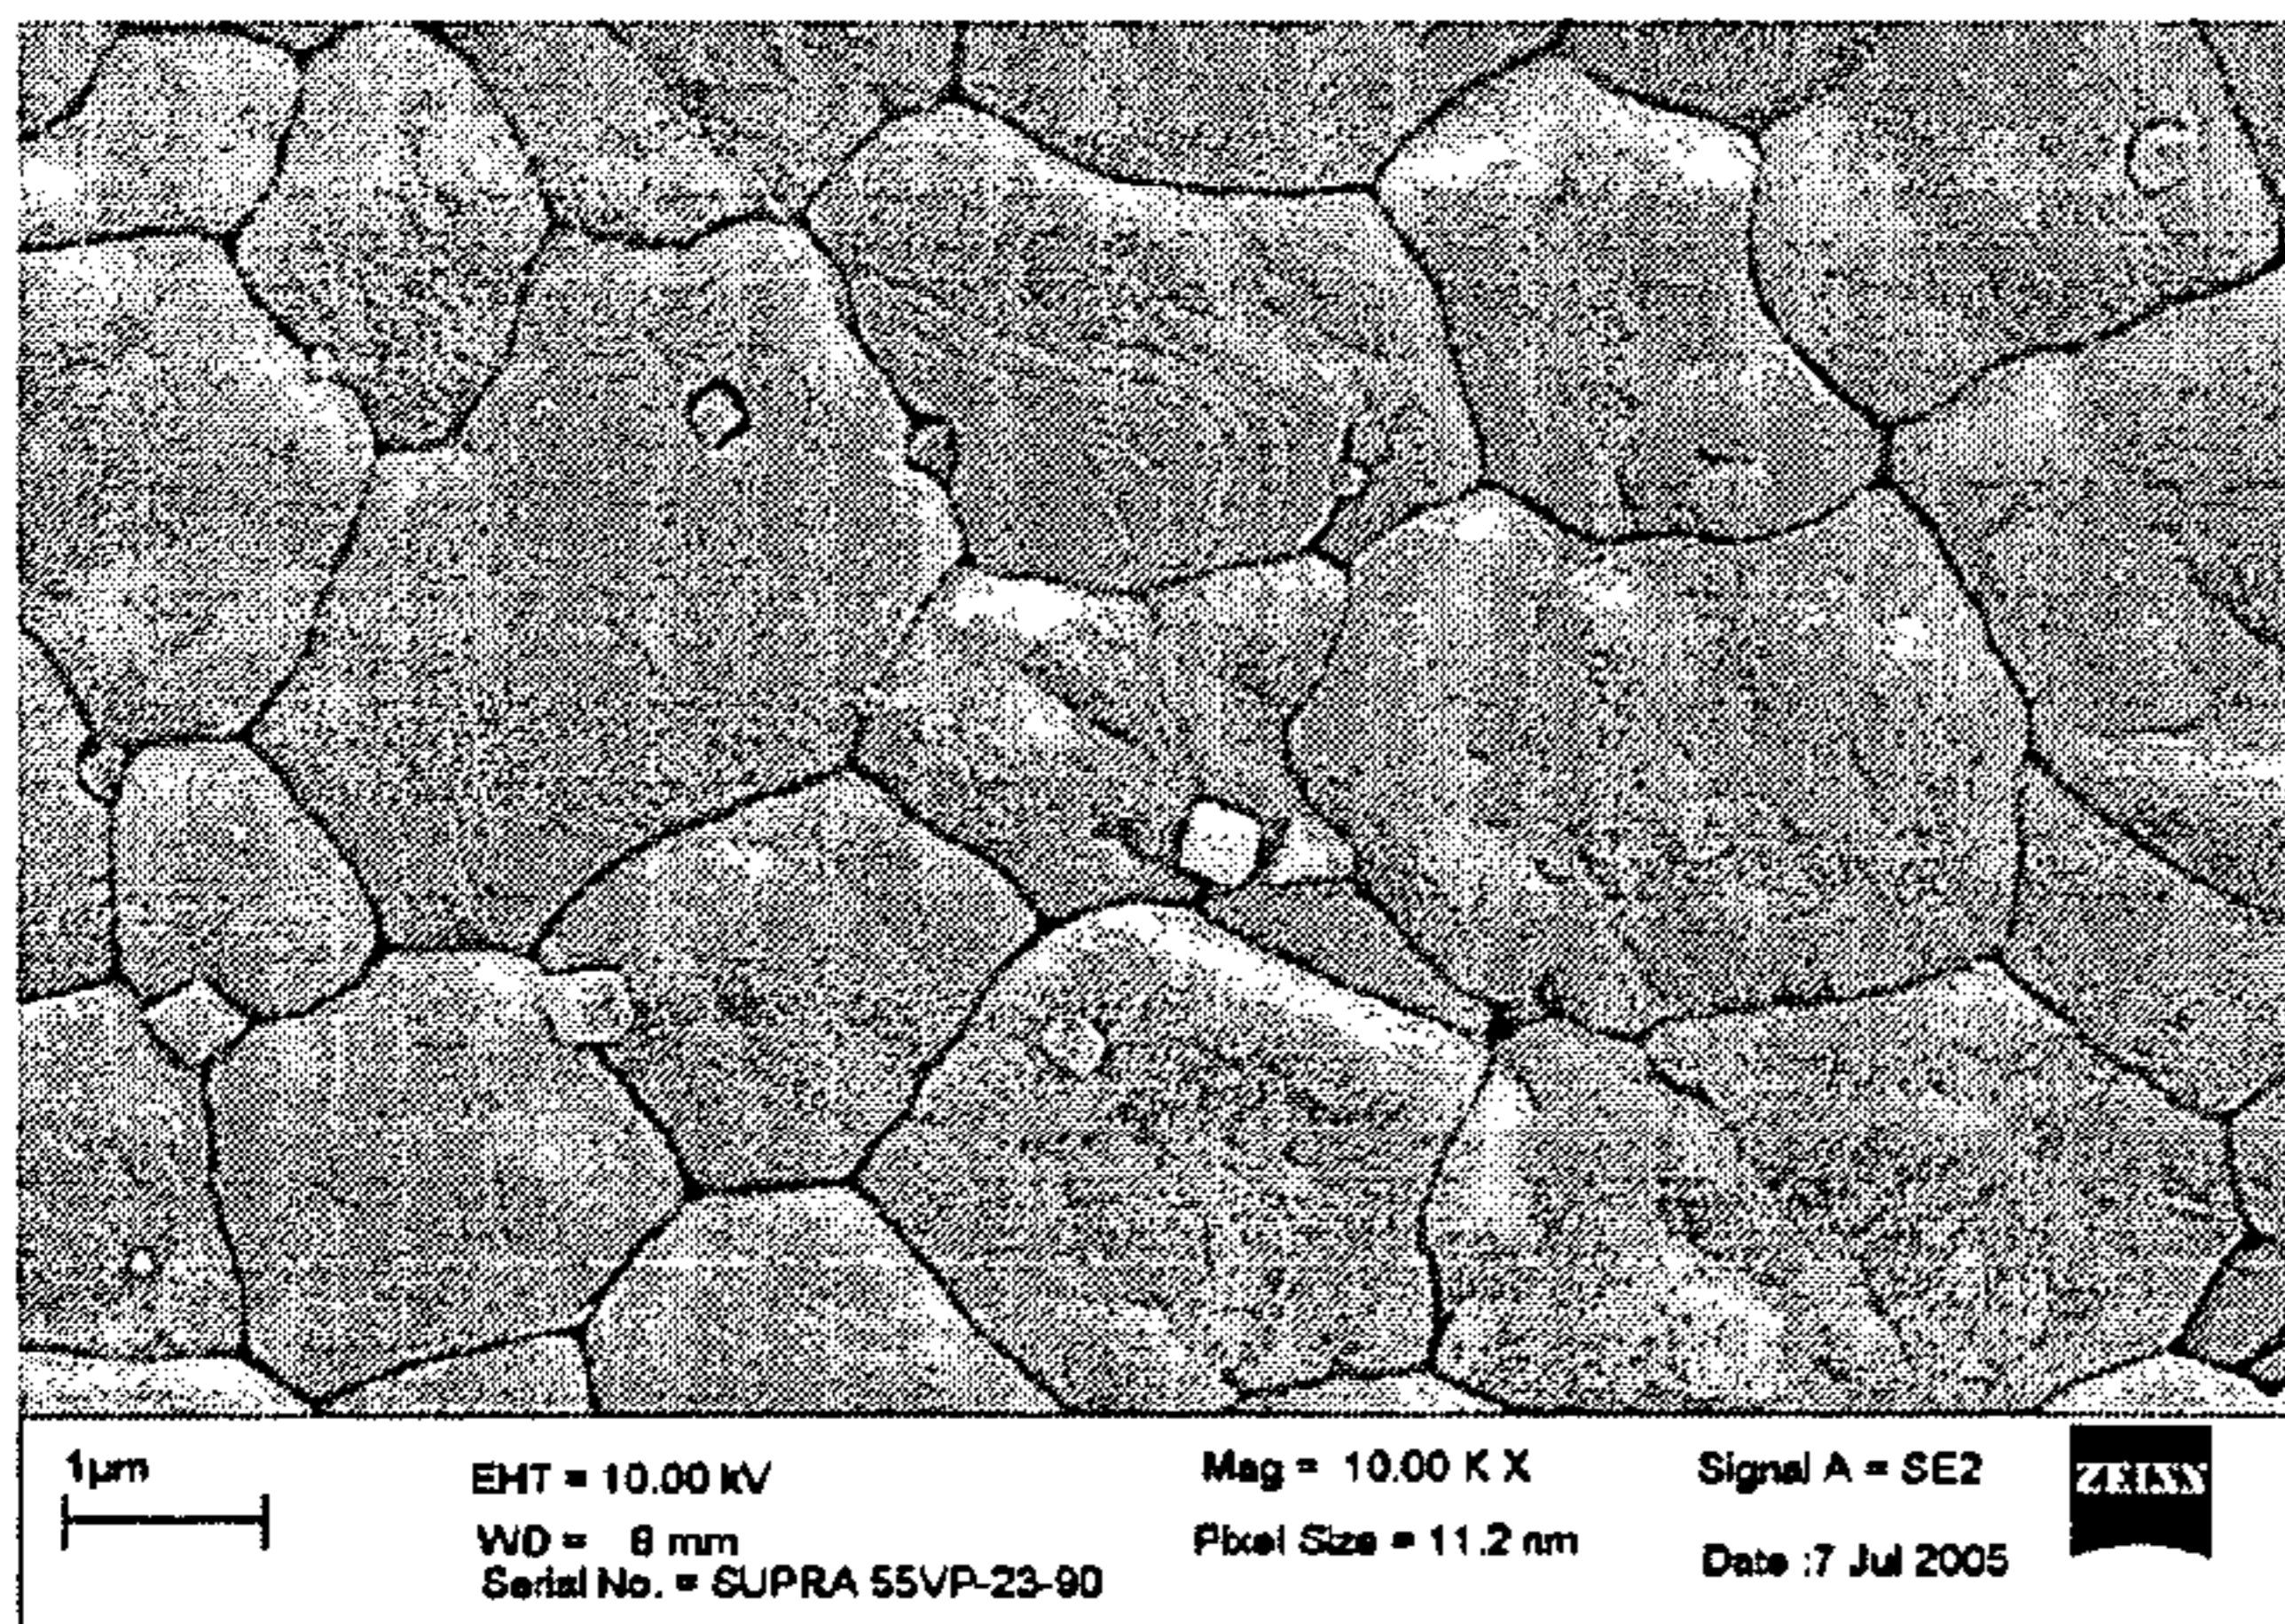 1µm
EHT = 10.00 kV
Mag = 10.00 K X
Signal A = SE2
WD = 8 mm
Pixel Size = 11.2 nm
Date :7 Jul 2005
Serial No. = SUPRA 55VP-23-90
ZEISS